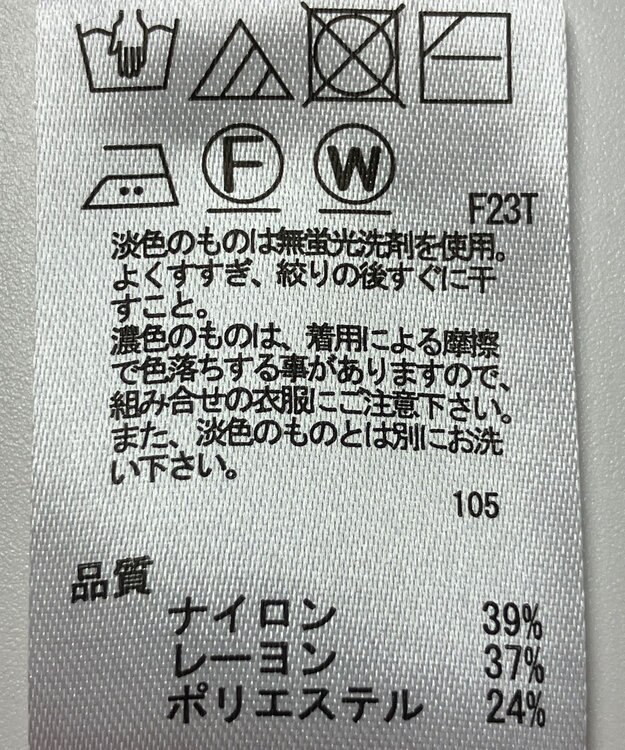 F W
F23T
淡色のものは無蛍光洗剤を使用。
よくすすぎ、絞りの後すぐに干
すこと。
濃色のものは、着用による摩擦
で色落ちする事がありますので、
組み合せの衣服にご注意下さい。
また、淡色のものとは別にお洗
い下さい。
105
品質
ナイロン 39%
レーヨン 37%
ポリエステル 24%